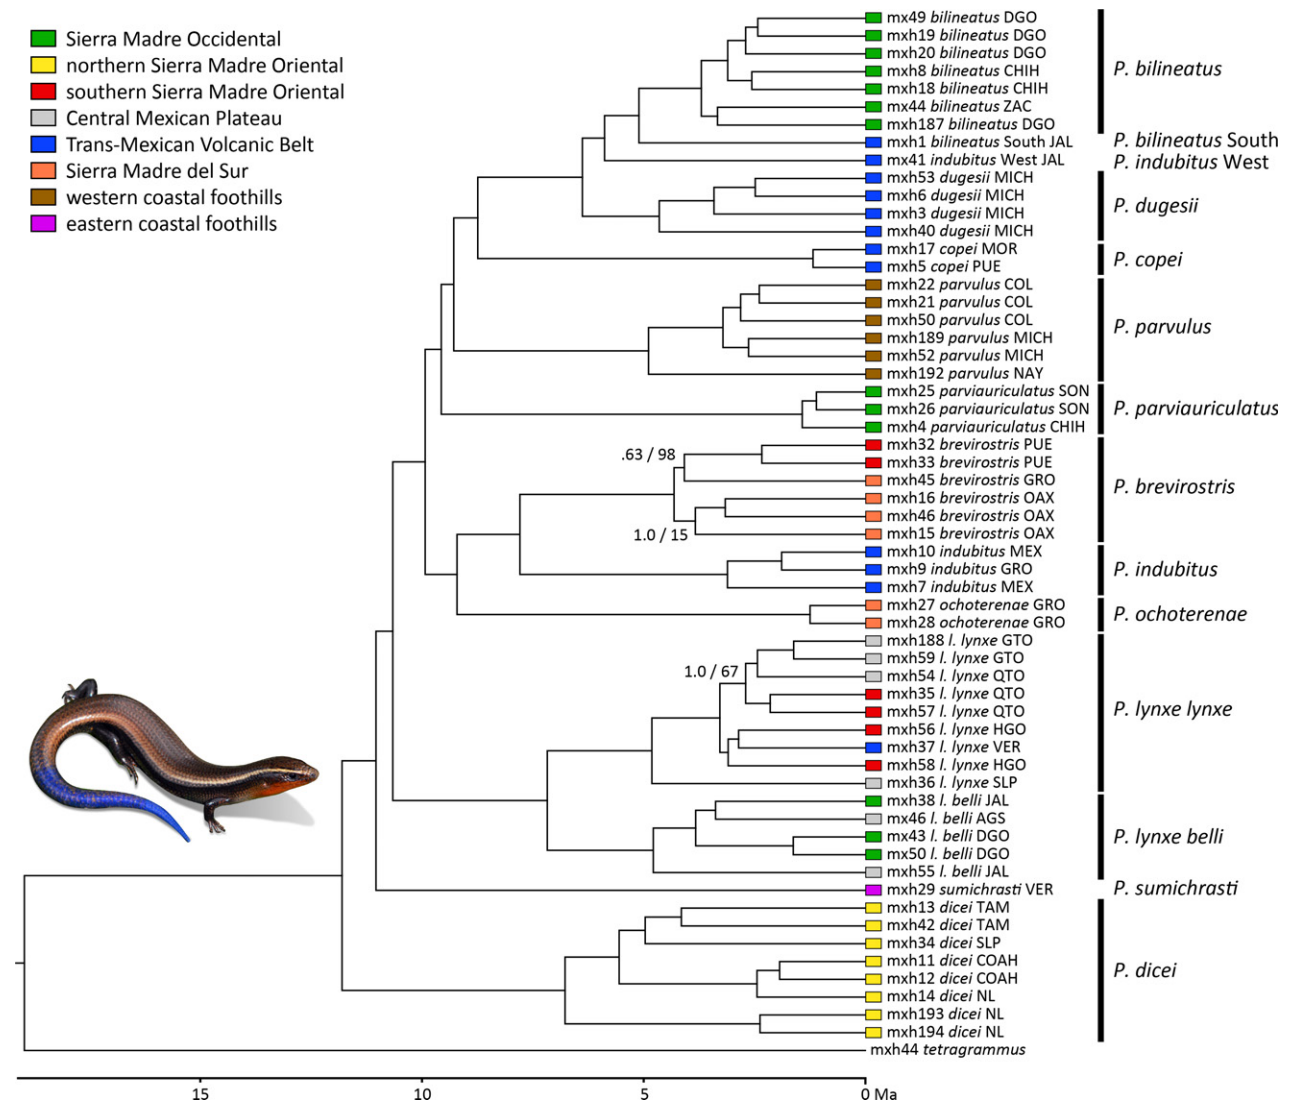 Sierra Madre Occidental
northern Sierra Madre Oriental
southern Sierra Madre Oriental
Central Mexican Plateau
Trans-Mexican Volcanic Belt
Sierra Madre del Sur
western coastal foothills
eastern coastal foothills
mx49 bilineatus DGO
mxh19 bilineatus DGO
mxh20 bilineatus DGO
mxh8 bilineatus CHIH
mxh18 bilineatus CHIH
mx44 bilineatus ZAC
mxh187 bilineatus DGO
P. bilineatus
mxh1 bilineatus South JAL
P. bilineatus South
mx41 indubitus West JAL
P. indubitus West
mxh53 dugesii MICH
mxh6 dugesii MICH
mxh3 dugesii MICH
mxh40 dugesii MICH
P. dugesii
mxh17 copei MOR
mxh5 copei PUE
P. copei
mxh22 parvulus COL
mxh21 parvulus COL
mxh50 parvulus COL
mxh189 parvulus MICH
mxh52 parvulus MICH
mxh192 parvulus NAY
P. parvulus
mxh25 parviauriculatus SON
mxh26 parviauriculatus SON
mxh4 parviauriculatus CHIH
P. parviauriculatus
.63 / 98
1.0 / 15
mxh32 brevirostris PUE
mxh33 brevirostris PUE
mxh45 brevirostris GRO
mxh16 brevirostris OAX
mxh46 brevirostris OAX
mxh15 brevirostris OAX
P. brevirostris
mxh10 indubitus MEX
mxh9 indubitus GRO
mxh7 indubitus MEX
P. indubitus
mxh27 ochoterenae GRO
mxh28 ochoterenae GRO
P. ochoterenae
1.0 / 67
mxh188 l. lynxe GTO
mxh59 l. lynxe GTO
mxh54 l. lynxe QTO
mxh35 l. lynxe QTO
mxh57 l. lynxe QTO
mxh56 l. lynxe HGO
mxh37 l. lynxe VER
mxh58 l. lynxe HGO
mxh36 l. lynxe SLP
P. lynxe lynxe
mxh38 l. belli JAL
mx46 l. belli AGS
mx43 l. belli DGO
mx50 l. belli DGO
mxh55 l. belli JAL
P. lynxe belli
mxh29 sumichrasti VER
P. sumichrasti
mxh13 dicei TAM
mxh42 dicei TAM
mxh34 dicei SLP
mxh11 dicei COAH
mxh12 dicei COAH
mxh14 dicei NL
mxh193 dicei NL
mxh194 dicei NL
P. dicei
mxh44 tetragrammus
15 10 5 0 Ma